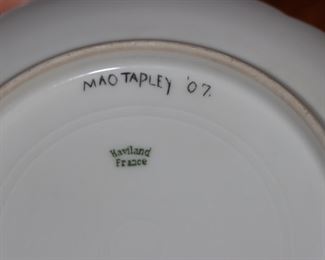 MAO TAPLEY '07.
Haviland
France